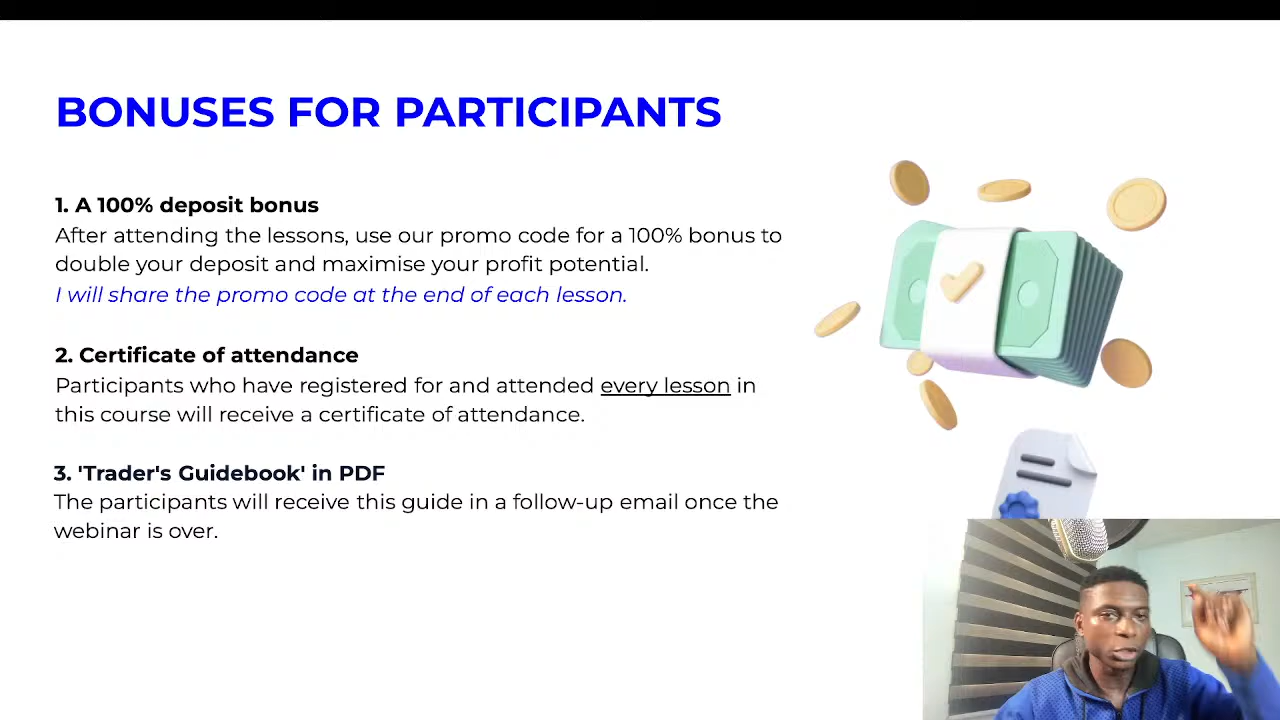 BONUSES FOR PARTICIPANTS
1. A 100% deposit bonus
After attending the lessons, use our promo code for a 100% bonus to
double your deposit and maximise your profit potential.
I will share the promo code at the end of each lesson.
2. Certificate of attendance
Participants who have registered for and attended every lesson in
this course will receive a certificate of attendance.
3. 'Trader's Guidebook' in PDF
The participants will receive this guide in a follow-up email once the
webinar is over.